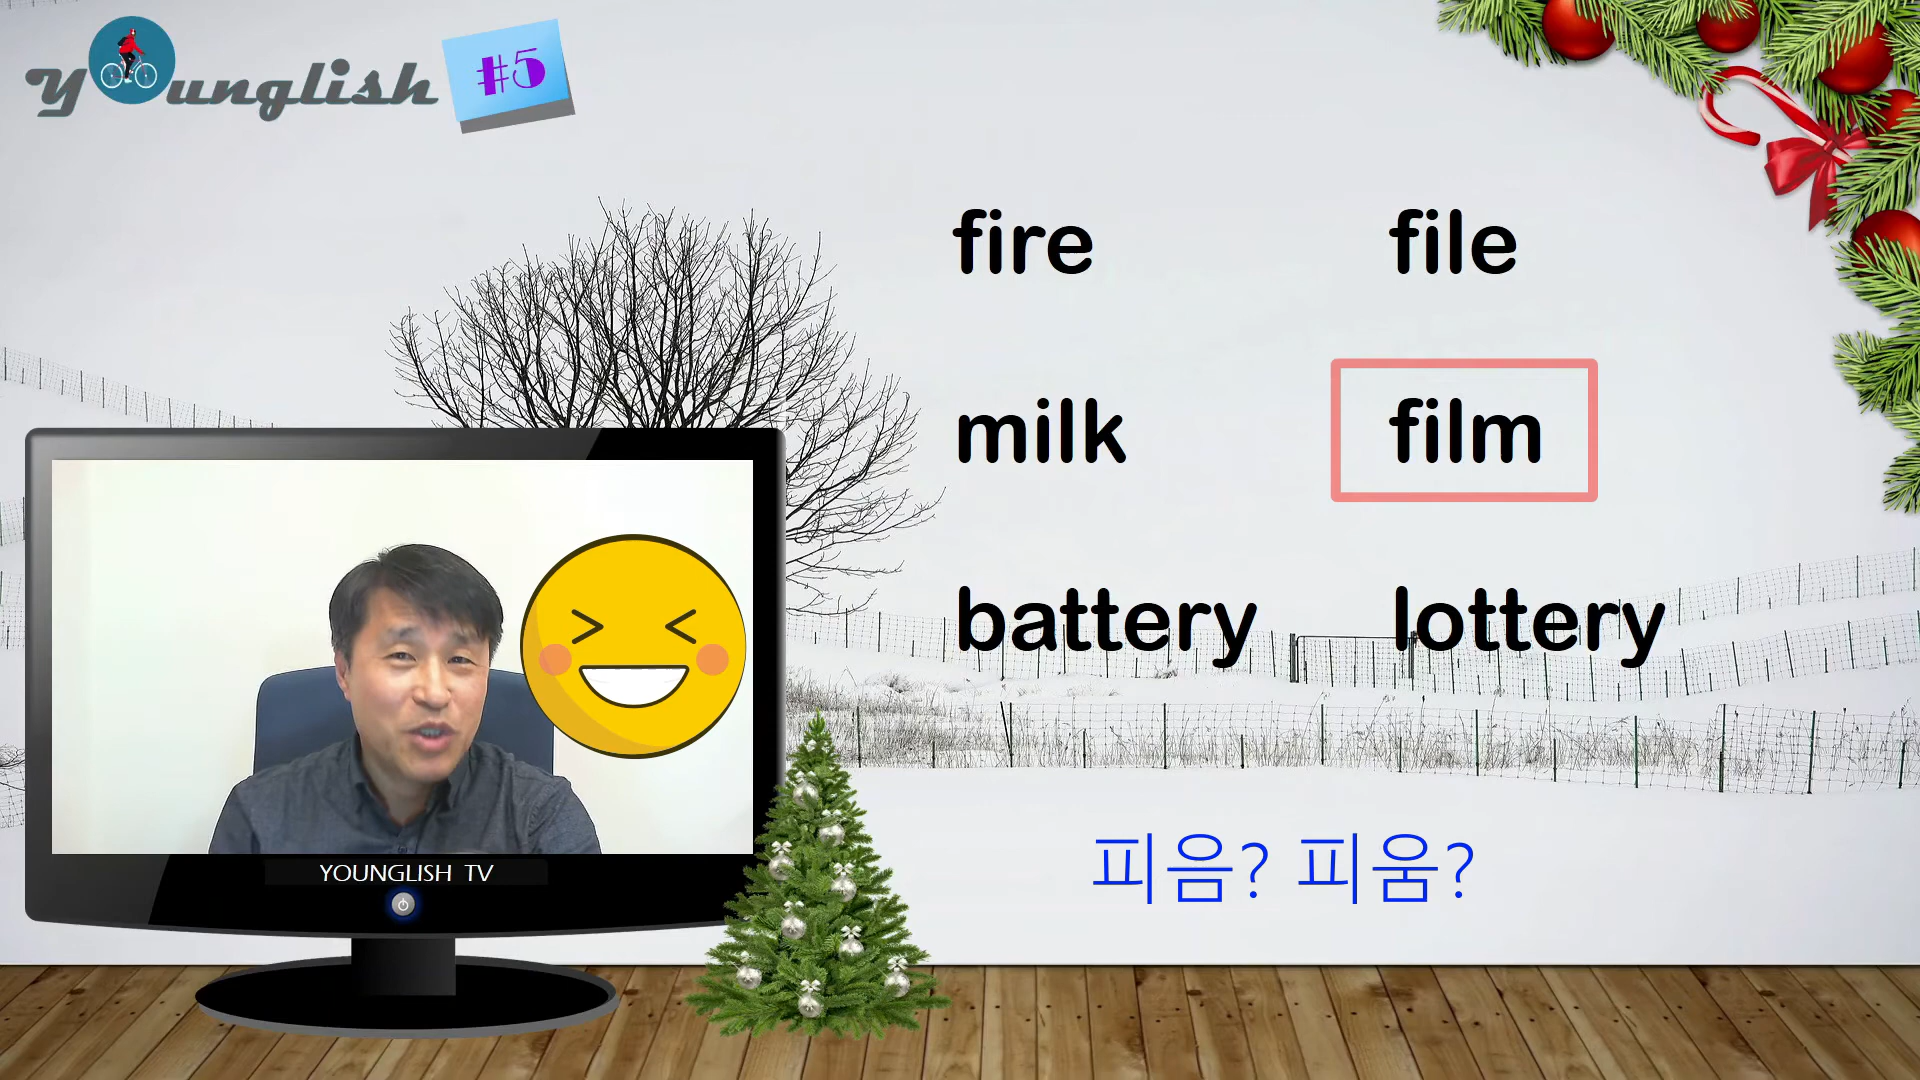 Younglish #5
fire file
milk film
battery lottery
YOUNGLISH TV
피음? 피움?